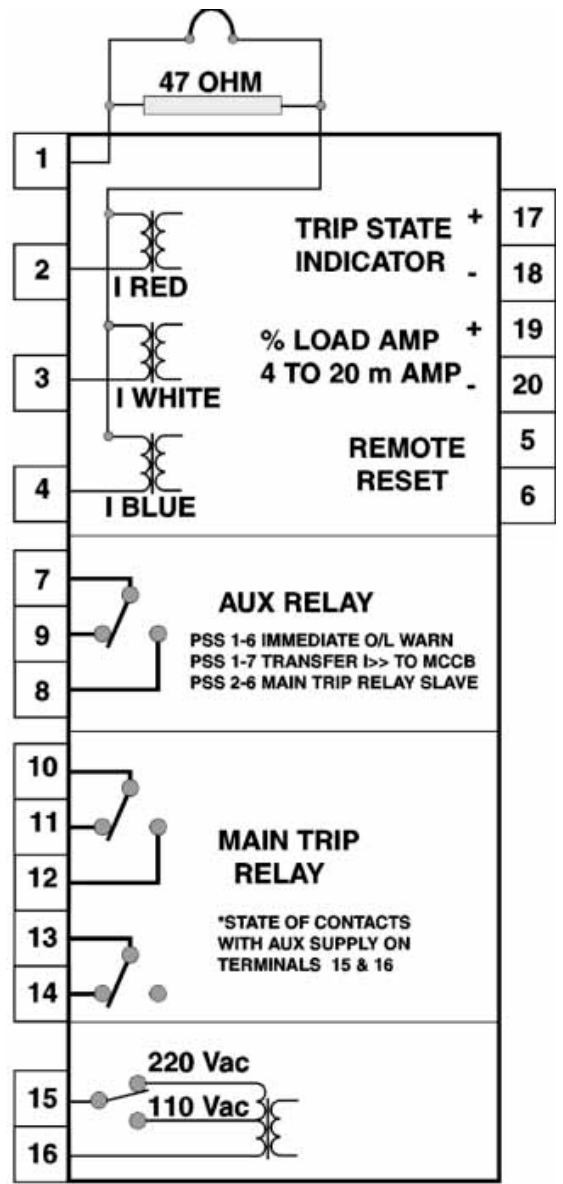 47 OHM
1
2
3
4
I RED
I WHITE
I BLUE
TRIP STATE
INDICATOR
+ 17
- 18
% LOAD AMP
4 TO 20 m AMP
+ 19
- 20
REMOTE
RESET
5
6
7
9
8
AUX RELAY
PSS 1-6 IMMEDIATE O/L WARN
PSS 1-7 TRANSFER I>> TO MCCB
PSS 2-6 MAIN TRIP RELAY SLAVE
10
11
12
13
14
MAIN TRIP
RELAY
*STATE OF CONTACTS
WITH AUX SUPPLY ON
TERMINALS 15 & 16
15
16
220 Vac
110 Vac